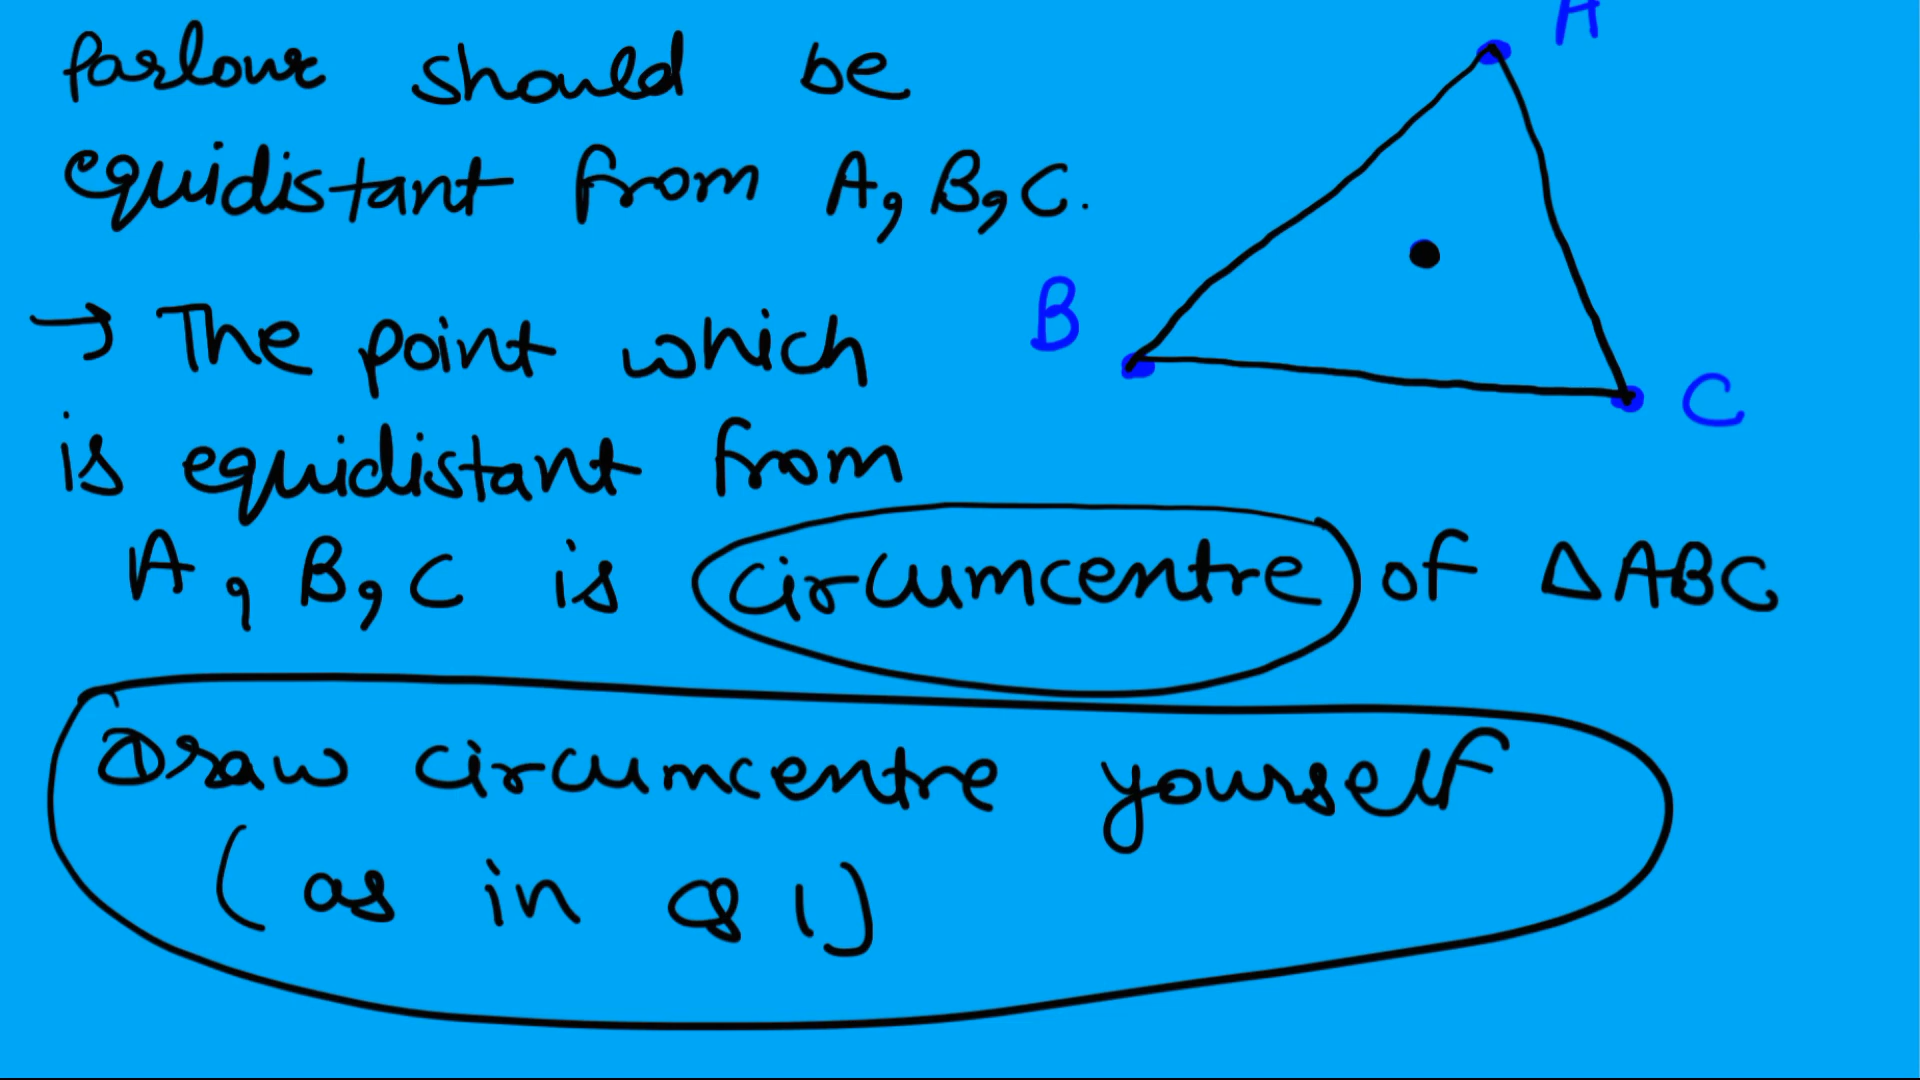 Parlour should be
equidistant from A, B, C.
→ The point which
is equidistant from
A, B, C is circumcentre of △ABC
Draw circumcentre yourself
(as in Q 1)
A
B
C